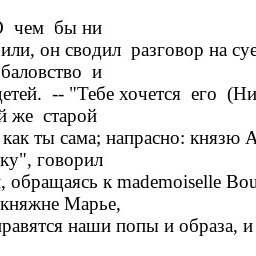 О чем бы ни
или, он сводил разговор на суе
баловство и
детей. -- "Тебе хочется его (Ни
й же старой
как ты сама; напрасно: князю А
ку", говорил
, обращаясь к mademoiselle Bou
княжне Марье,
равятся наши попы и образа, и